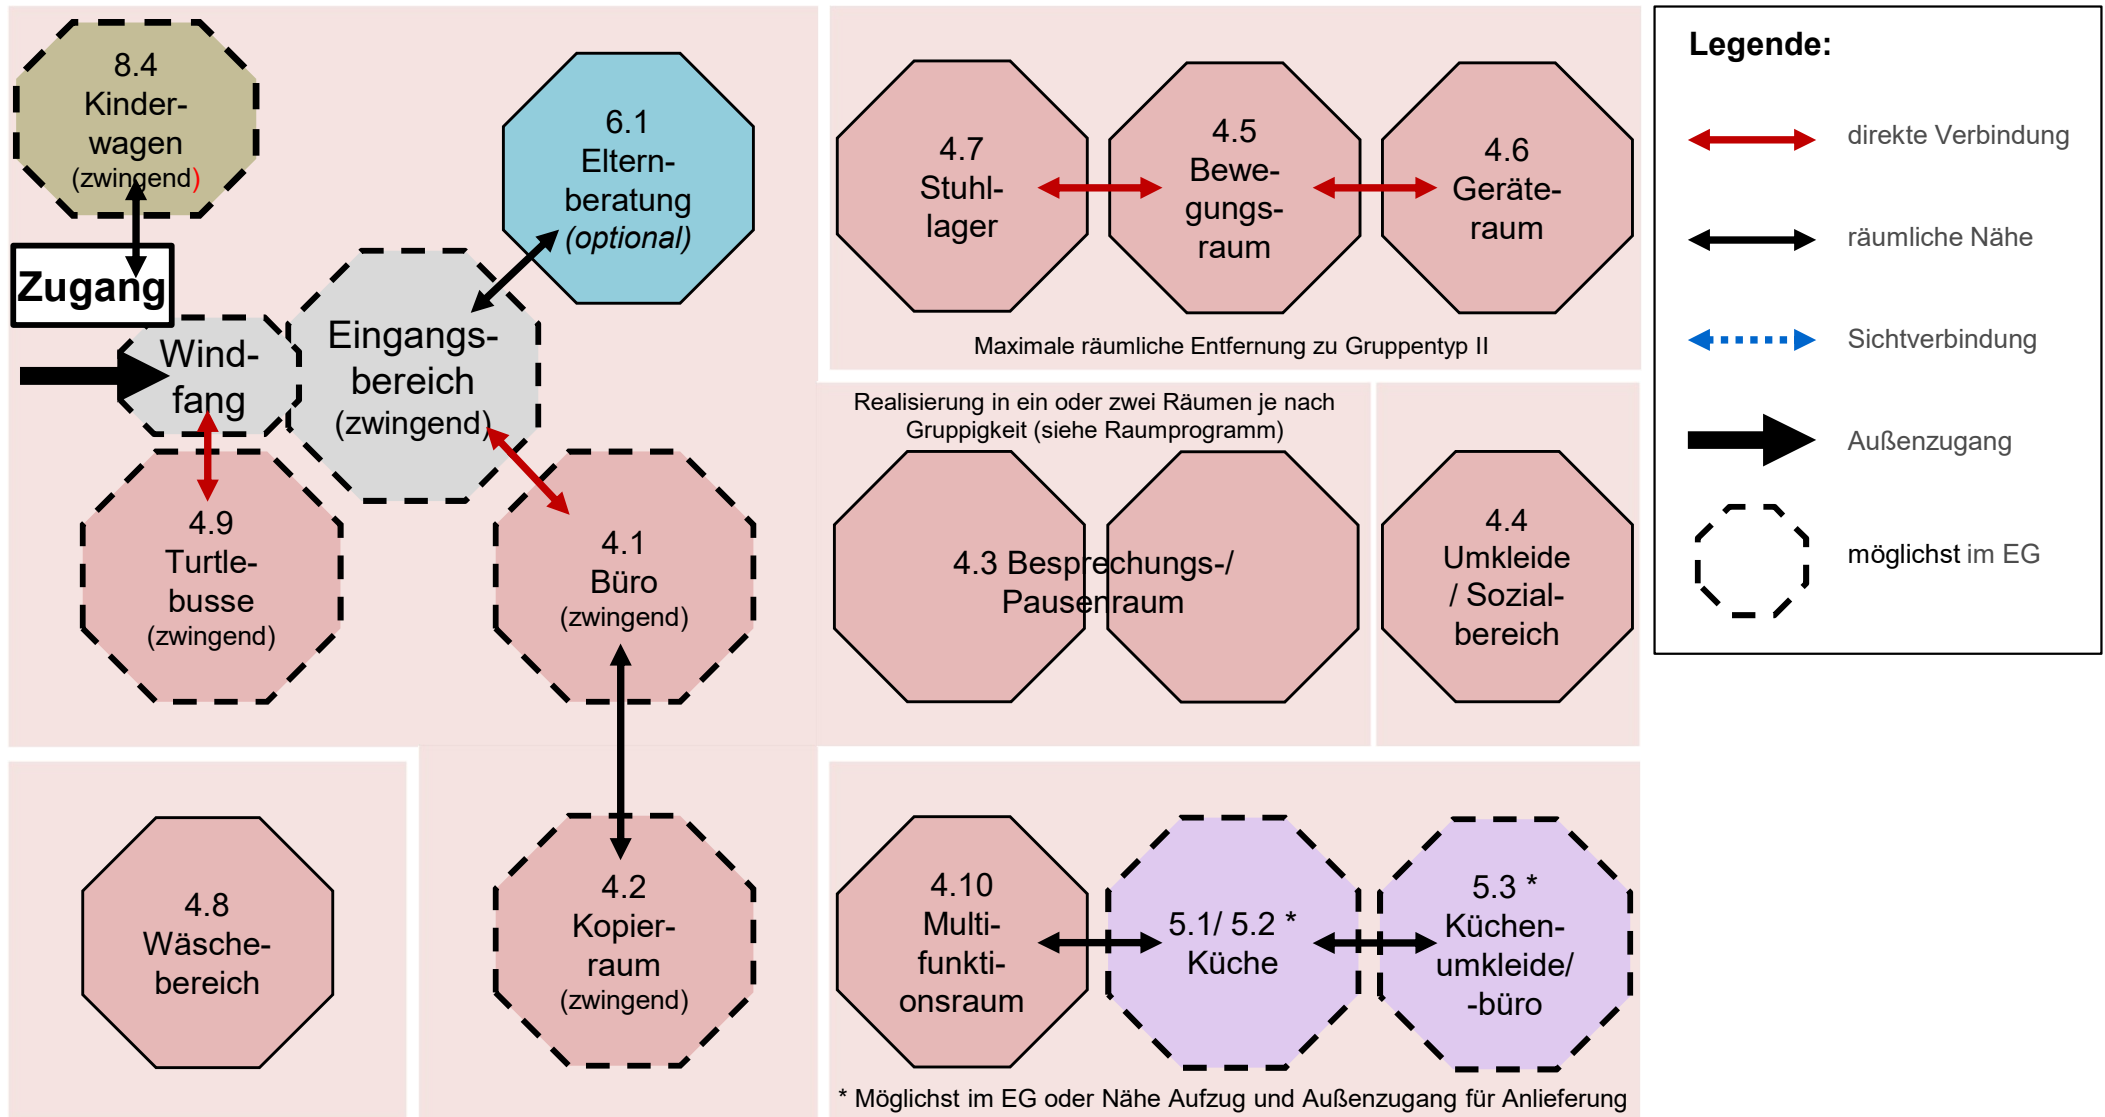 8.4
Kinder-
wagen
(zwingend)
Zugang
Wind-
fang
Eingangs-
bereich
(zwingend)
6.1
Eltern-
beratung
(optional)
4.9
Turtle-
busse
(zwingend)
4.1
Büro
(zwingend)
4.7
Stuhl-
lager
4.5
Bewe-
gungs-
raum
4.6
Geräte-
raum
Maximale räumliche Entfernung zu Gruppentyp II
Realisierung in ein oder zwei Räumen je nach
Gruppigkeit (siehe Raumprogramm)
4.3 Besprechungs-/
Pausenraum
4.4
Umkleide
/ Sozial-
bereich
4.8
Wäsche-
bereich
4.2
Kopier-
raum
(zwingend)
4.10
Multi-
funkti-
onsraum
5.1/ 5.2 *
Küche
5.3 *
Küchen-
umkleide/
-büro
* Möglichst im EG oder Nähe Aufzug und Außenzugang für Anlieferung
Legende:
direkte Verbindung
räumliche Nähe
Sichtverbindung
Außenzugang
möglichst im EG